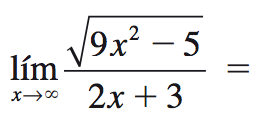 lím √(9x² − 5) / (2x + 3) =
x→∞